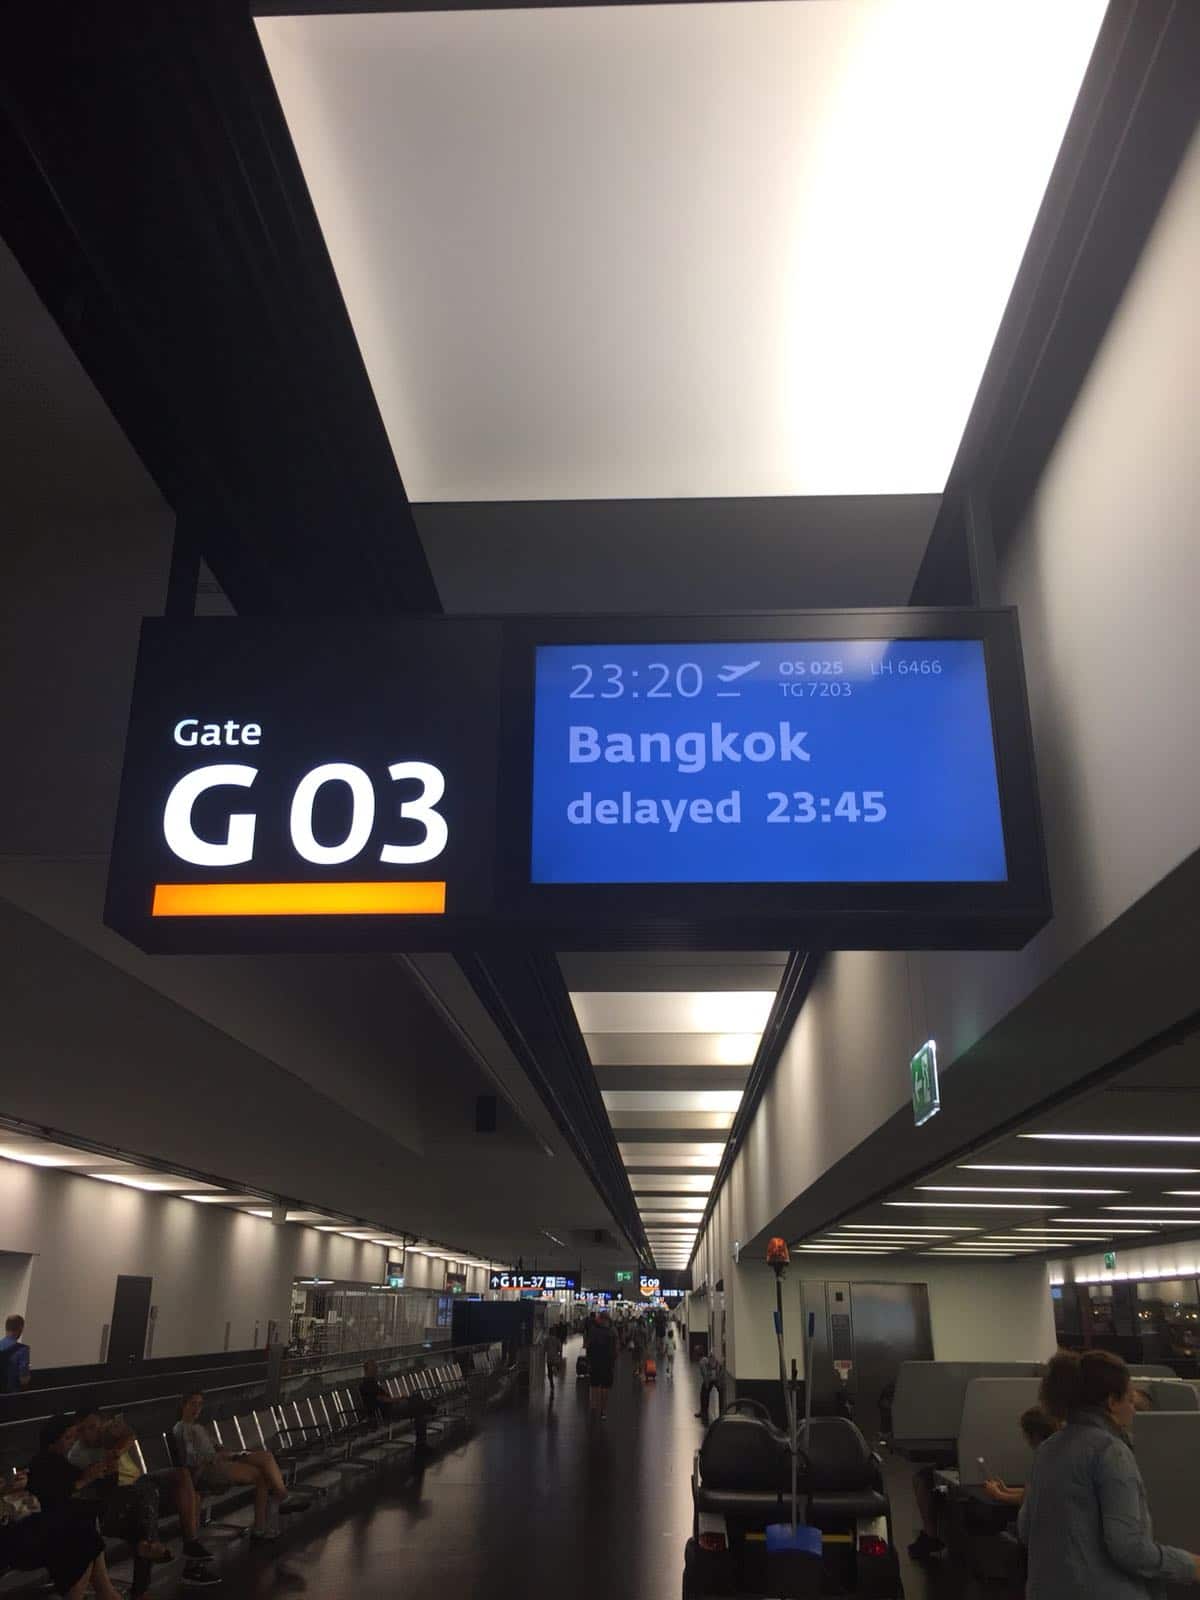 Gate
G 03
23:20 OS 025 LH 6466
TG 7203
Bangkok
delayed 23:45
G 11–37
G09